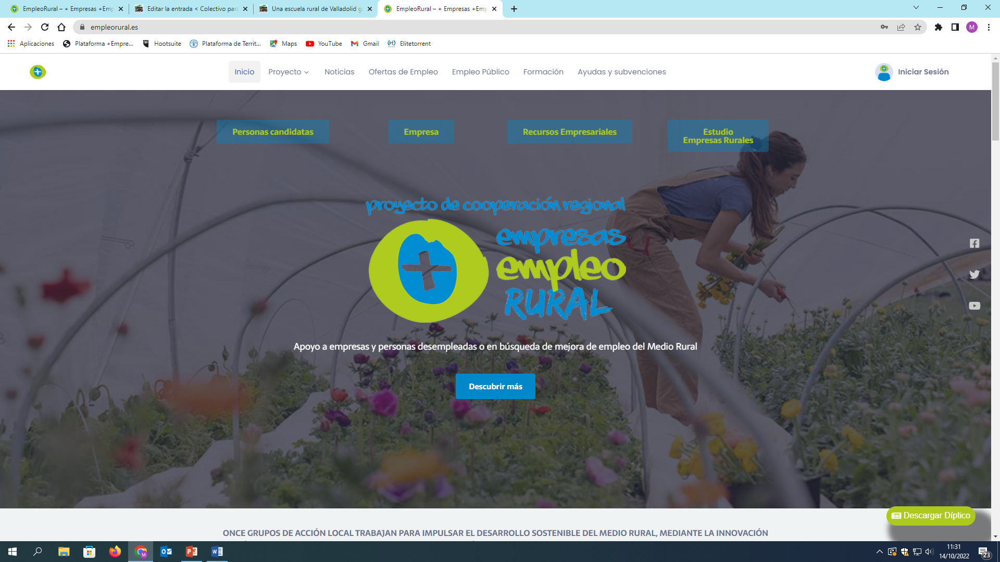 EmpleoRural – + Empresas +Emp
Editar la entrada < Colectivo para
Una escuela rural de Valladolid g
EmpleoRural – + Empresas +Emp
empleorural.es
M
Aplicaciones
Plataforma +Empre...
Hootsuite
Plataforma de Territ...
Maps
YouTube
Gmail
Elitetorrent
Inicio
Proyecto
Noticias
Ofertas de Empleo
Empleo Público
Formación
Ayudas y subvenciones
Iniciar Sesión
Personas candidatas
Empresa
Recursos Empresariales
Estudio
Empresas Rurales
proyecto de cooperación regional
+
empresas
empleo
RURAL
Apoyo a empresas y personas desempleadas o en búsqueda de mejora de empleo del Medio Rural
Descubrir más
Descargar Díptico
ONCE GRUPOS DE ACCIÓN LOCAL TRABAJAN PARA IMPULSAR EL DESARROLLO SOSTENIBLE DEL MEDIO RURAL, MEDIANTE LA INNOVACIÓN
11:31
14/10/2022
23